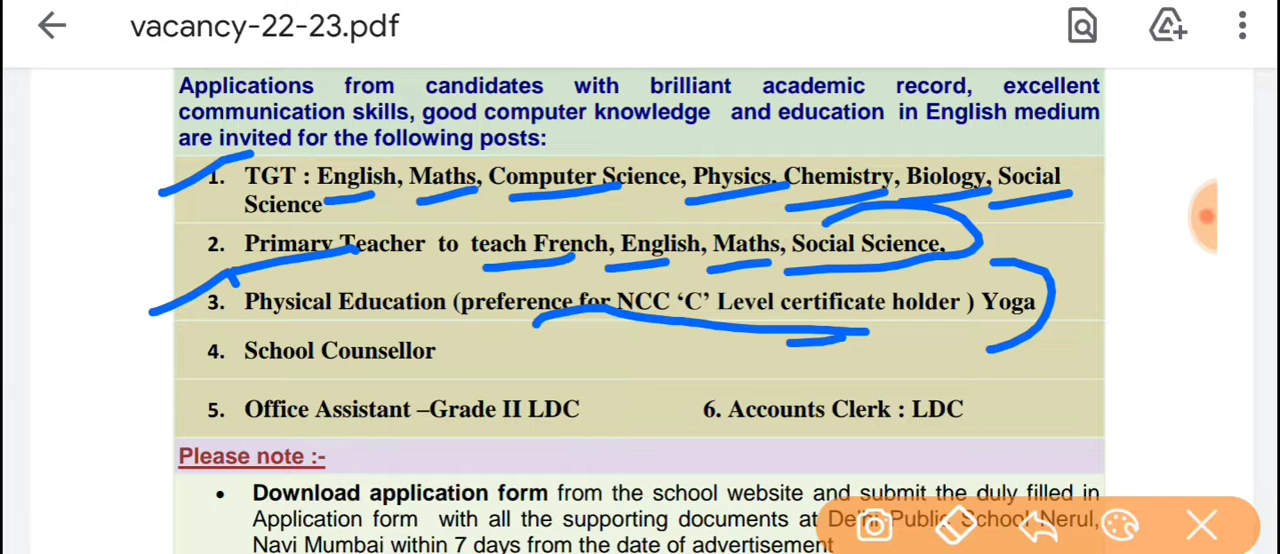 vacancy-22-23.pdf
Applications from candidates with brilliant academic record, excellent
communication skills, good computer knowledge and education in English medium
are invited for the following posts:
1. TGT : English, Maths, Computer Science, Physics, Chemistry, Biology, Social
Science
2. Primary Teacher to teach French, English, Maths, Social Science,
3. Physical Education (preference for NCC ‘C’ Level certificate holder ) Yoga
4. School Counsellor
5. Office Assistant –Grade II LDC 6. Accounts Clerk : LDC
Please note :-
• Download application form from the school website and submit the duly filled in
Application form with all the supporting documents at Delhi Public School Nerul,
Navi Mumbai within 7 days from the date of advertisement